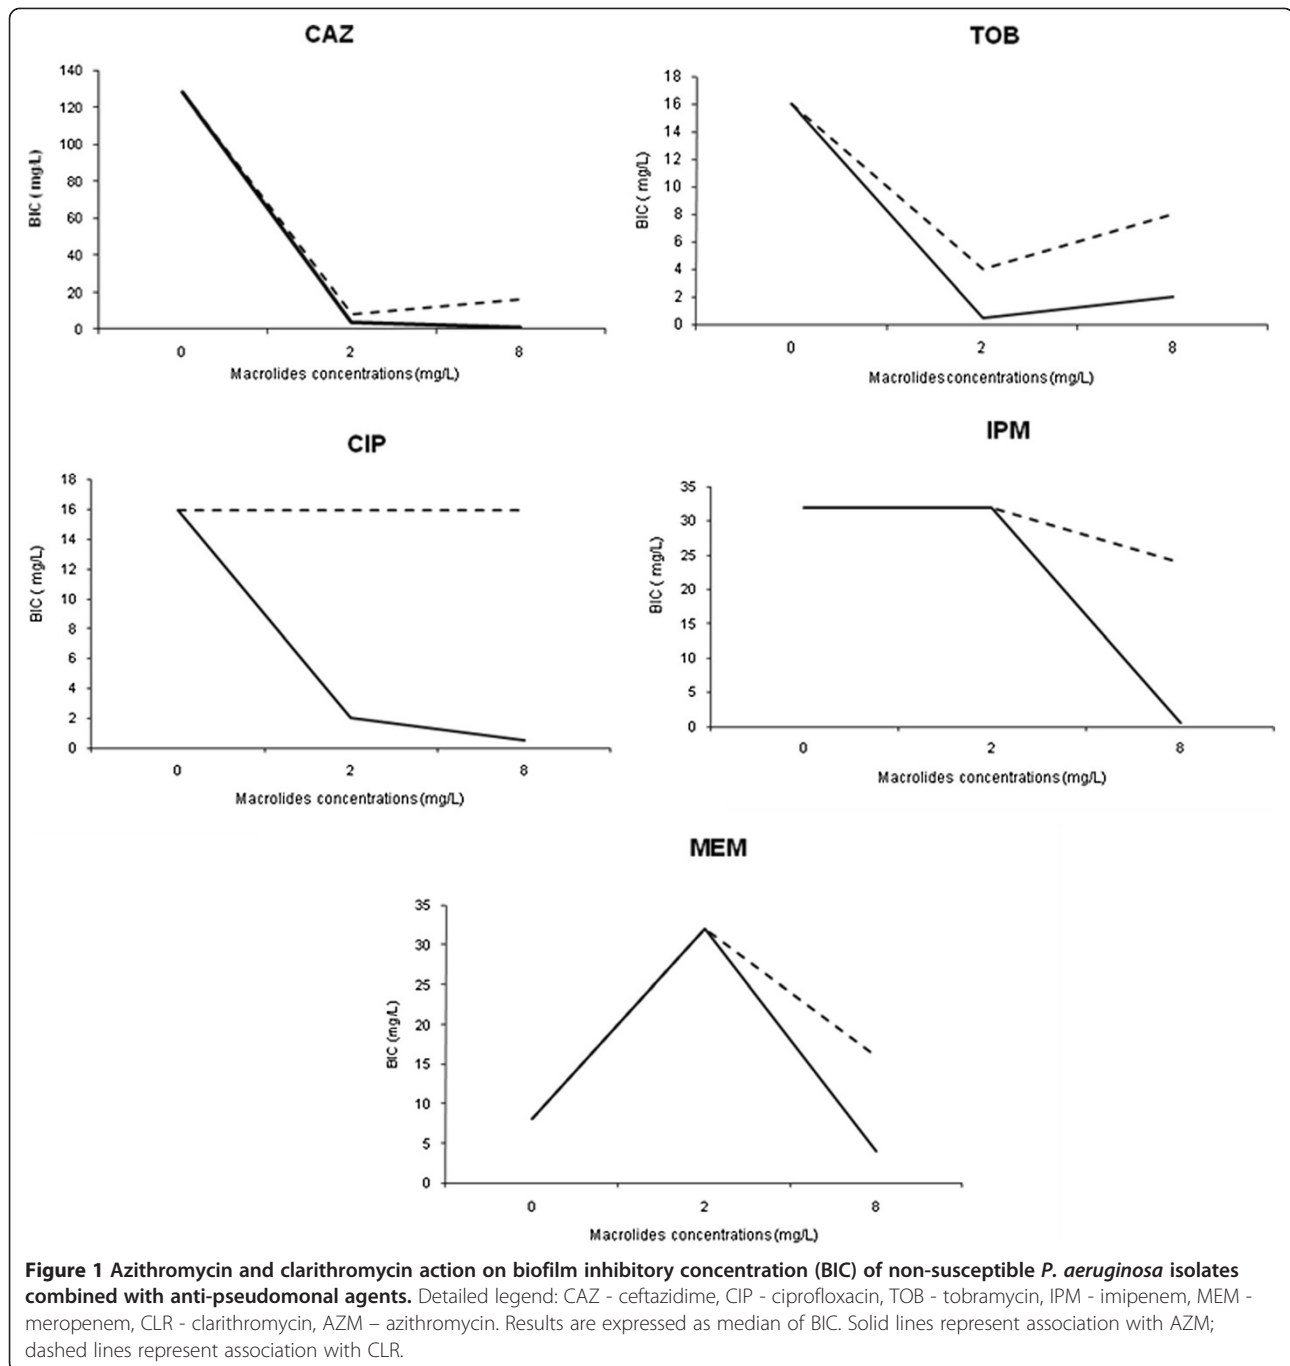 CAZ
140
120
100
80
60
40
20
0
BIC ( mg/L)
0 2 8
Macrolides concentrations (mg/L)
TOB
18
16
14
12
10
8
6
4
2
0
BIC ( mg/L)
0 2 8
Macrolides concentrations (mg/L)
CIP
18
16
14
12
10
8
6
4
2
0
BIC ( mg/L)
0 2 8
Macrolides concentrations (mg/L)
IPM
35
30
25
20
15
10
5
0
BIC ( mg/L)
0 2 8
Macrolides concentrations (mg/L)
MEM
35
30
25
20
15
10
5
0
BIC (mg/L)
0 2 8
Macrolides concentrations (mg/L)
Figure 1 Azithromycin and clarithromycin action on biofilm inhibitory concentration (BIC) of non-susceptible P. aeruginosa isolates
combined with anti-pseudomonal agents. Detailed legend: CAZ - ceftazidime, CIP - ciprofloxacin, TOB - tobramycin, IPM - imipenem, MEM -
meropenem, CLR - clarithromycin, AZM – azithromycin. Results are expressed as median of BIC. Solid lines represent association with AZM;
dashed lines represent association with CLR.